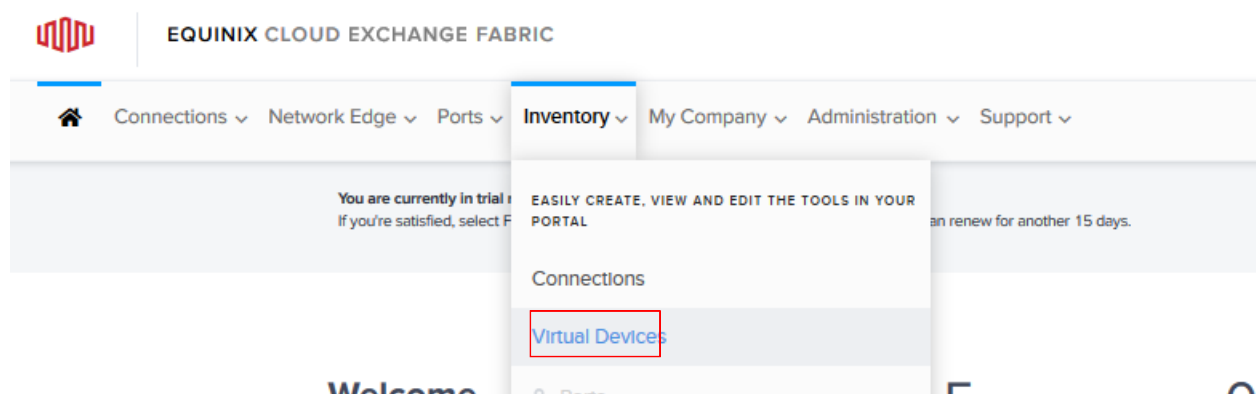 EQUINIX CLOUD EXCHANGE FABRIC
Connections Network Edge Ports Inventory My Company Administration Support
You are currently in trial
If you're satisfied, select F
an renew for another 15 days.
EASILY CREATE, VIEW AND EDIT THE TOOLS IN YOUR
PORTAL
Connections
Virtual Devices
Welcome